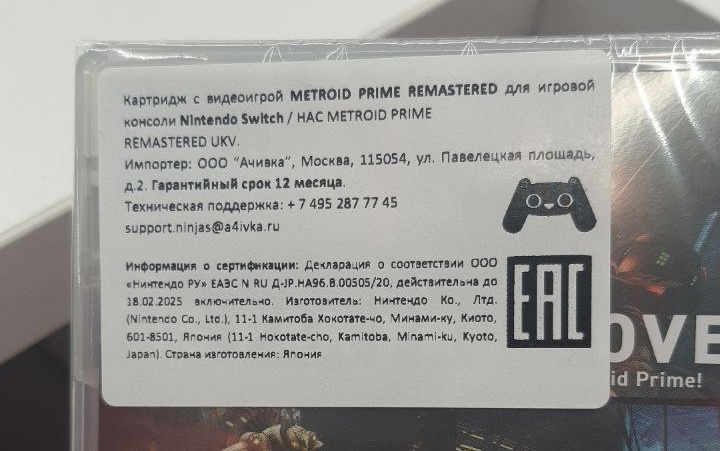 Картридж с видеоигрой METROID PRIME REMASTERED для игровой
консоли Nintendo Switch / HAC METROID PRIME
REMASTERED UKV.
Импортер: ООО "Ачивка", Москва, 115054, ул. Павелецкая площадь,
д.2. Гарантийный срок 12 месяца.
Техническая поддержка: + 7 495 287 77 45
support.ninjas@a4ivka.ru
Информация о сертификации: Декларация о соответствии ООО
«Нинтендо РУ» ЕАЭС N RU Д-JP.НА96.В.00505/20, действительна до
18.02.2025 включительно. Изготовитель: Нинтендо Ко., Лтд.
(Nintendo Co., Ltd.), 11-1 Камитоба Хокотате-чо, Минами-ку, Киото,
601-8501, Япония (11-1 Hokotate-cho, Kamitoba, Minami-ku, Kyoto,
Japan). Страна изготовления: Япония
EAC
OVE
id Prime!